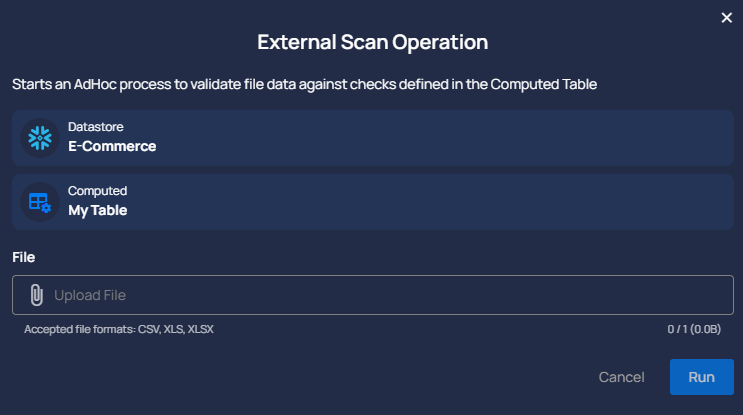 External Scan Operation
Starts an AdHoc process to validate file data against checks defined in the Computed Table
Datastore
E-Commerce
Computed
My Table
File
Upload File
Accepted file formats: CSV, XLS, XLSX
0 / 1 (0.0B)
Cancel
Run